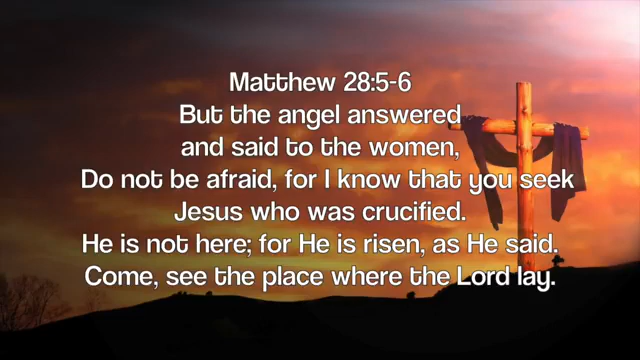 Matthew 28:5-6
But the angel answered
and said to the women,
Do not be afraid, for I know that you seek
Jesus who was crucified.
He is not here; for He is risen, as He said.
Come, see the place where the Lord lay.